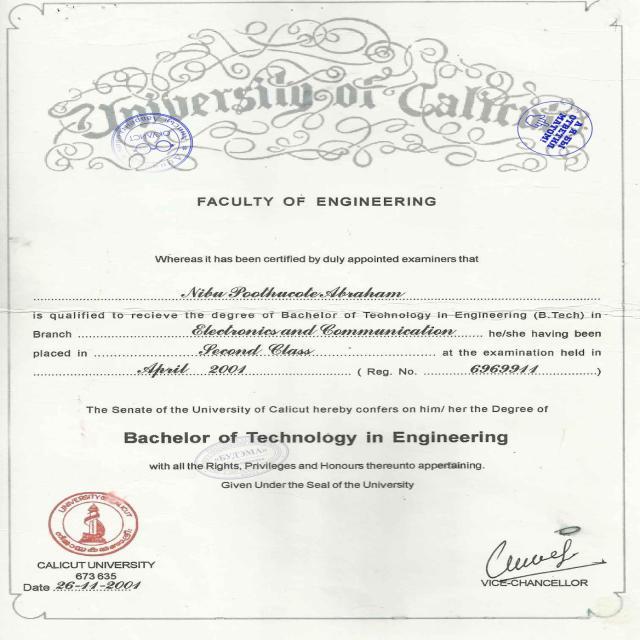 University of Calicut
FACULTY OF ENGINEERING
Whereas it has been certified by duly appointed examiners that
Nibu Poothucote Abraham
is qualified to recieve the degree of Bachelor of Technology in Engineering (B.Tech) in
Branch Electronics and Communication he/she having been
placed in Second Class at the examination held in
April 2001 ( Reg. No. 6969911 )
The Senate of the University of Calicut hereby confers on him/ her the Degree of
Bachelor of Technology in Engineering
«БУДЭМА»
with all the Rights, Privileges and Honours thereunto appertaining.
Given Under the Seal of the University
UNIVERSITY OF CALICUT
CALICUT UNIVERSITY
673 635
Date 26-11-2001
VICE-CHANCELLOR